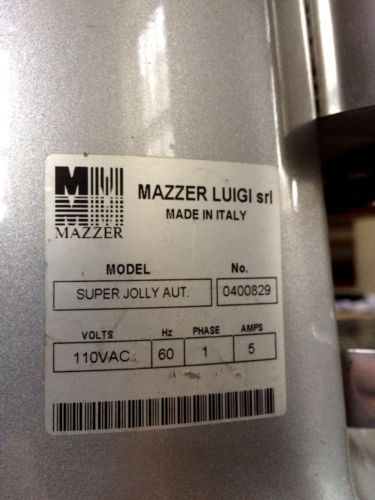 MAZZER
MAZZER LUIGI srl
MADE IN ITALY
MODEL No.
SUPER JOLLY AUT. 0400829
VOLTS Hz PHASE AMPS
110VAC 60 1 5